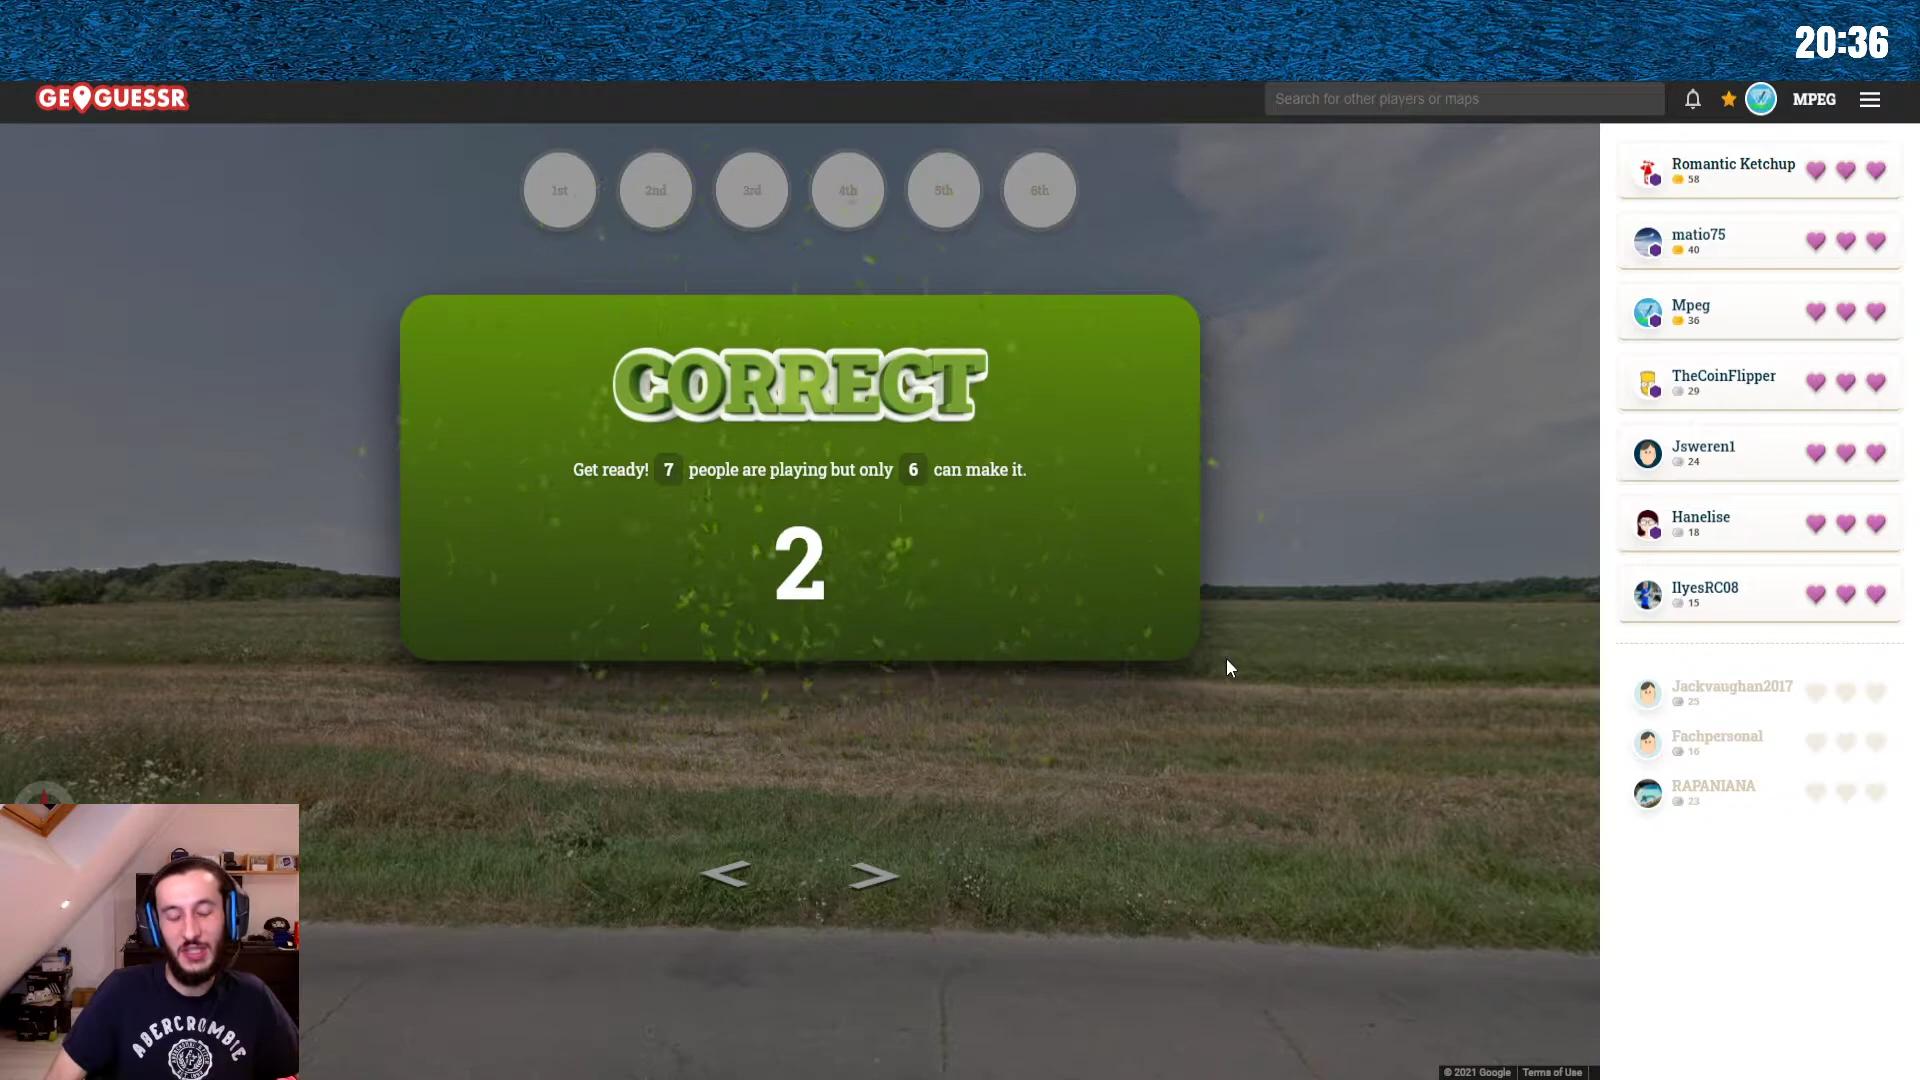 20:36
GEOGUESSR
Search for other players or maps
MPEG
1st 2nd 3rd 4th 5th 6th
CORRECT
Get ready! 7 people are playing but only 6 can make it.
2
Romantic Ketchup
58
matio75
40
Mpeg
36
TheCoinFlipper
29
Jsweren1
24
Hanelise
18
IlyesRC08
15
Jackvaughan2017
25
Fachpersonal
16
RAPANIANA
23
ABERCROMBIE
© 2021 Google Terms of Use